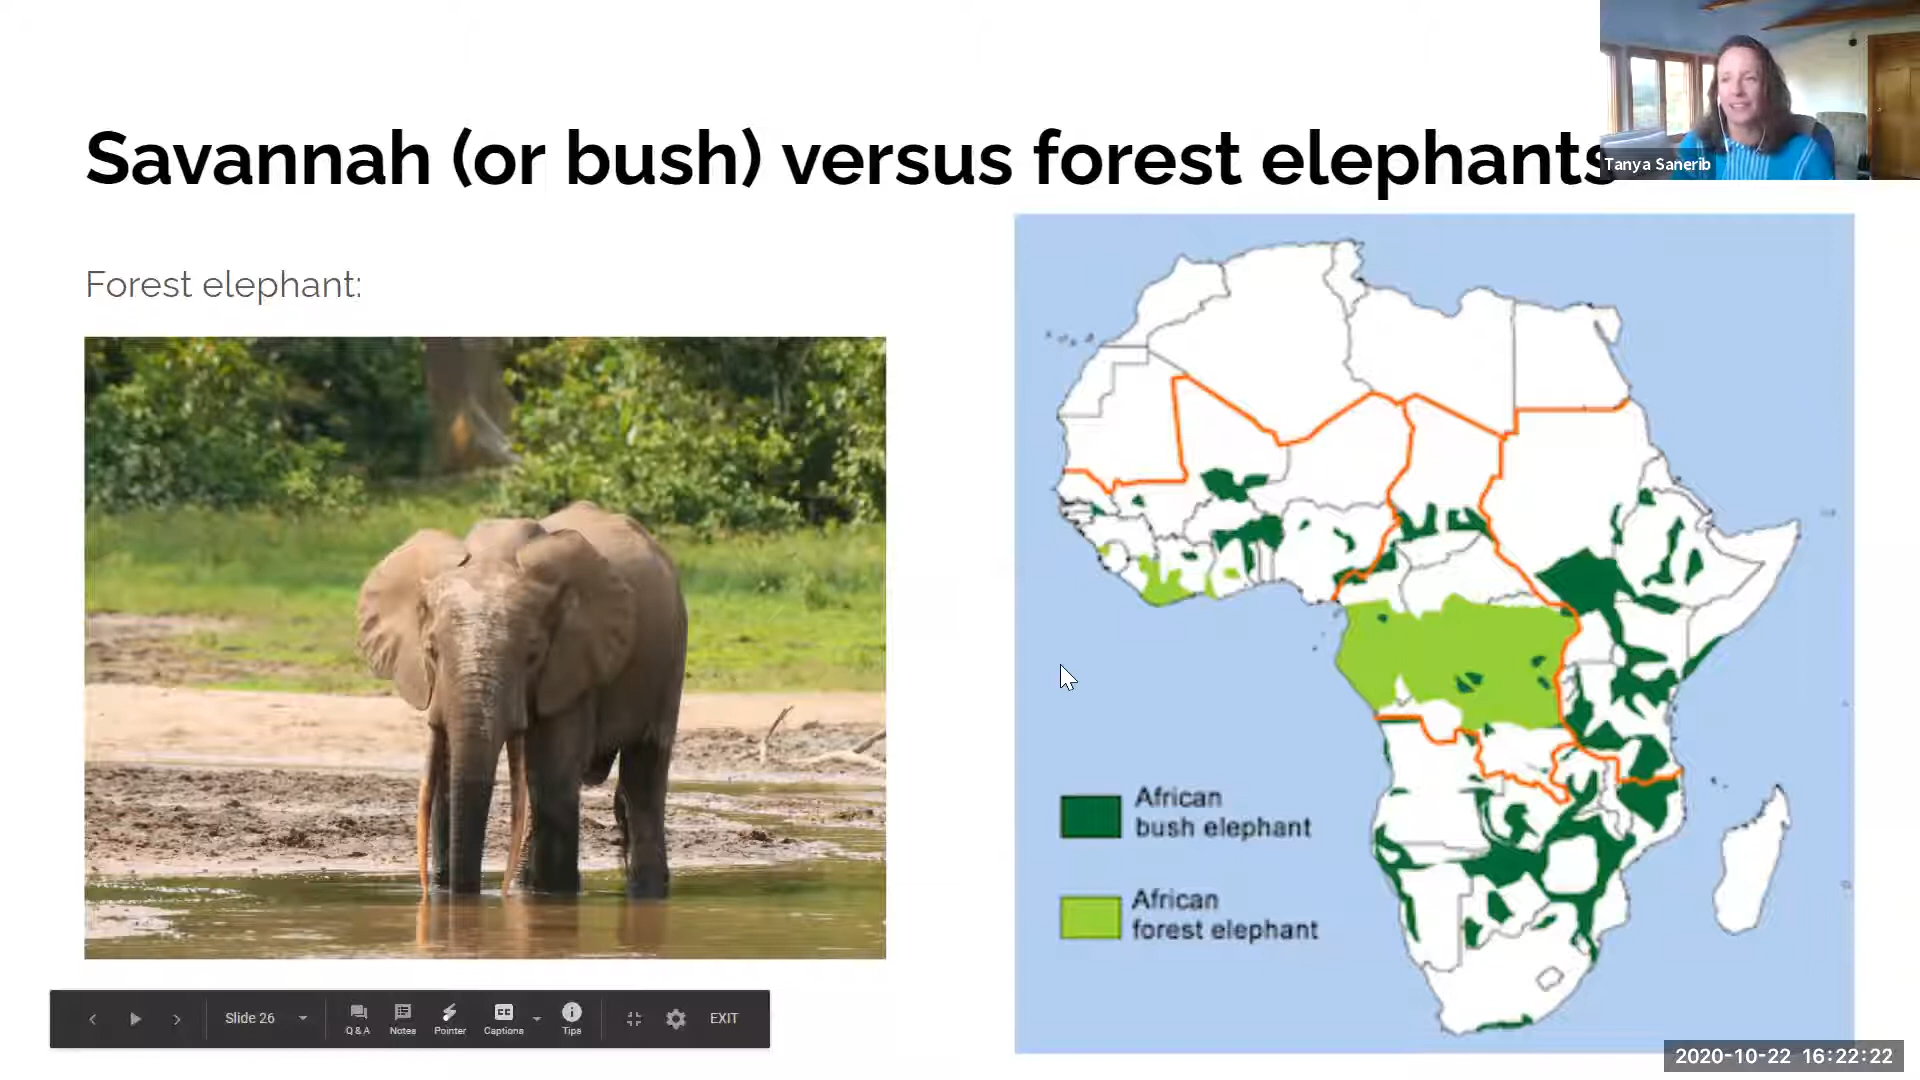 Savannah (or bush) versus forest elephants
Tanya Sanerib
Forest elephant:
African
bush elephant
African
forest elephant
Slide 26
Q & A
Notes
Pointer
Captions
Tips
EXIT
2020-10-22 16:22:22